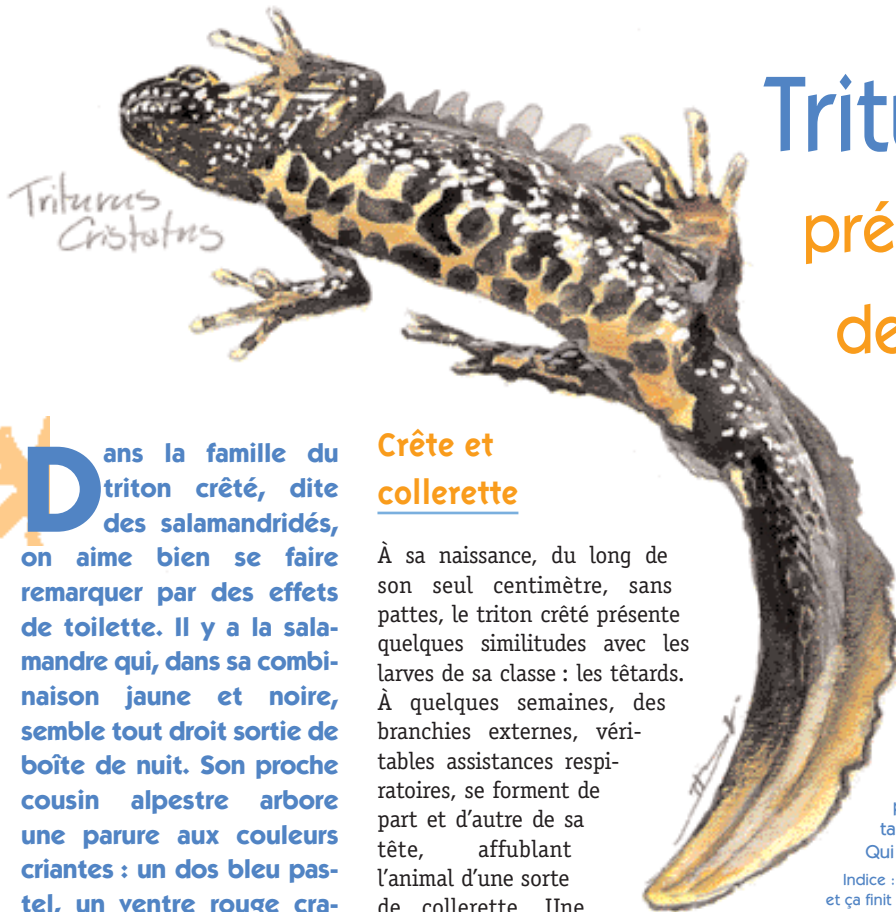 Tritu
pré
de
Triturus
Cristatus
Dans la famille du
triton crêté, dite
des salamandridés,
on aime bien se faire
remarquer par des effets
de toilette. Il y a la sala-
mandre qui, dans sa combi-
naison jaune et noire,
semble tout droit sortie de
boîte de nuit. Son proche
cousin alpestre arbore
une parure aux couleurs
criantes : un dos bleu pas-
tel, un ventre rouge cra-
Crête et
collerette
À sa naissance, du long de
son seul centimètre, sans
pattes, le triton crêté présente
quelques similitudes avec les
larves de sa classe : les têtards.
À quelques semaines, des
branchies externes, véri-
tables assistances respi-
ratoires, se forment de
part et d'autre de sa
tête, affublant
l'animal d'une sorte
de collerette. Une
p
ta
Qui
Indice :
et ça finit